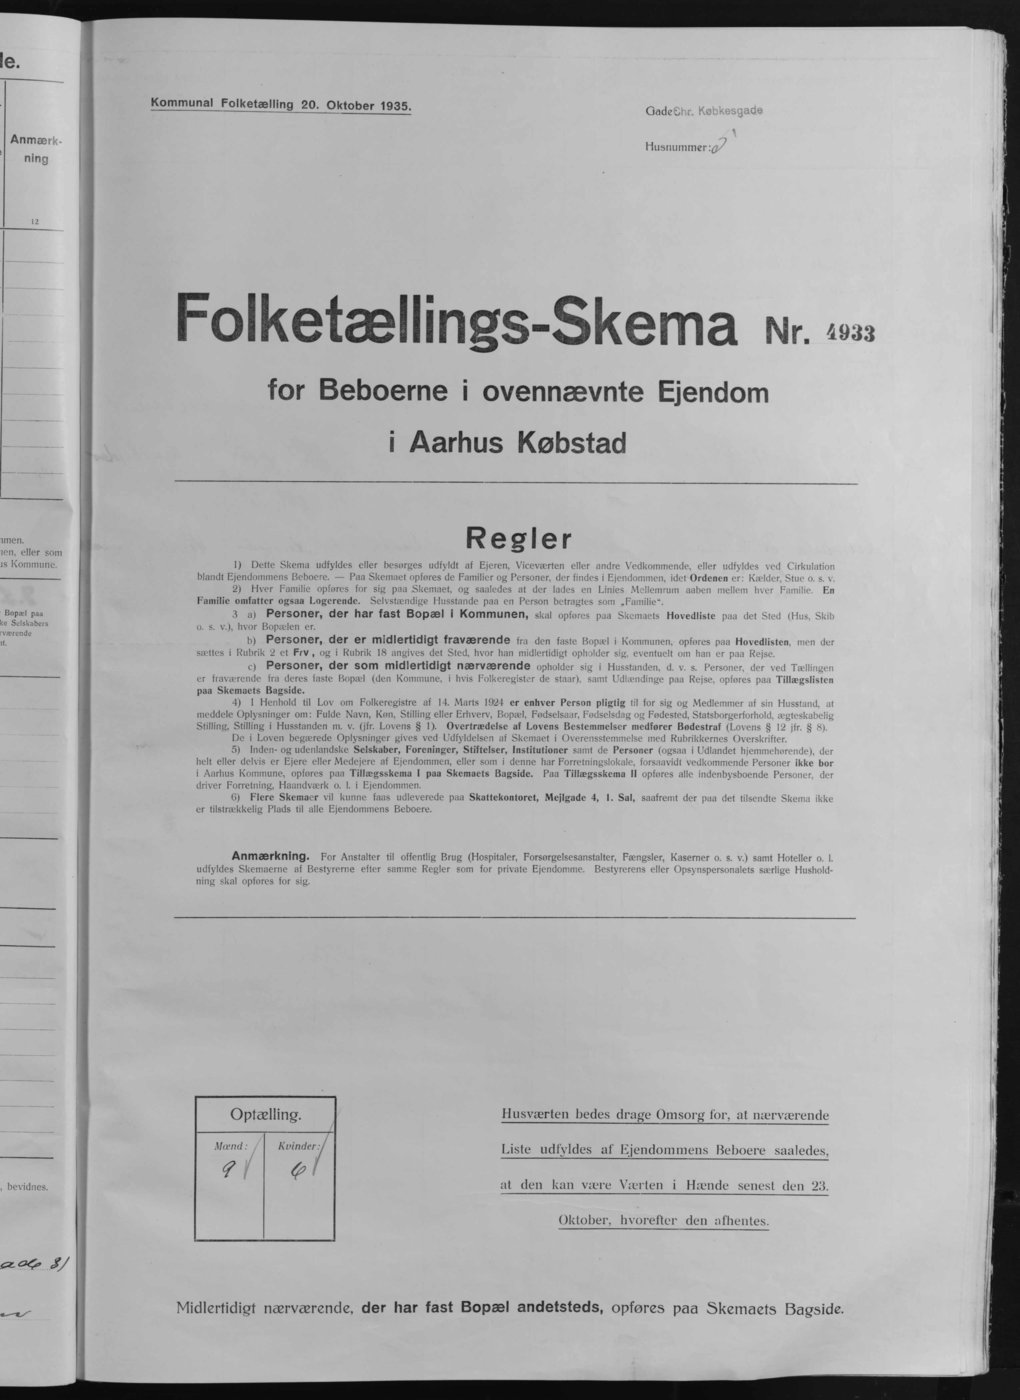 le.
Anmærk-
ning
12
nmen.
nen, eller som
us Kommune.
Bopæl paa
ke Selskabers
rværende
nt.
, bevidnes.
ade 31
Kommunal Folketælling 20. Oktober 1935.
Gade Chr. Købkesgade
Husnummer:
Folketællings-Skema Nr. 4933
for Beboerne i ovennævnte Ejendom
i Aarhus Købstad
Regler
1) Dette Skema udfyldes eller besørges udfyldt af Ejeren, Viceværten eller andre Vedkommende, eller udfyldes ved Cirkulation
blandt Ejendommens Beboere. — Paa Skemaet opføres de Familier og Personer, der findes i Ejendommen, idet Ordenen er: Kælder, Stue o. s. v.
2) Hver Familie opføres for sig paa Skemaet, og saaledes at der lades en Linies Mellemrum aaben mellem hver Familie. En
Familie omfatter ogsaa Logerende. Selvstændige Husstande paa en Person betragtes som „Familie“.
3 a) Personer, der har fast Bopæl i Kommunen, skal opføres paa Skemaets Hovedliste paa det Sted (Hus, Skib
o. s. v.), hvor Bopælen er.
b) Personer, der er midlertidigt fraværende fra den faste Bopæl i Kommunen, opføres paa Hovedlisten, men der
sættes i Rubrik 2 et Frv, og i Rubrik 18 angives det Sted, hvor han midlertidigt opholder sig, eventuelt om han er paa Rejse.
c) Personer, der som midlertidigt nærværende opholder sig i Husstanden, d. v. s. Personer, der ved Tællingen
er fraværende fra deres faste Bopæl (den Kommune, i hvis Folkeregister de staar), samt Udlændinge paa Rejse, opføres paa Tillægslisten
paa Skemaets Bagside.
4) I Henhold til Lov om Folkeregistre af 14. Marts 1924 er enhver Person pligtig til for sig og Medlemmer af sin Husstand, at
meddele Oplysninger om: Fulde Navn, Køn, Stilling eller Erhverv, Bopæl, Fødselsaar, Fødselsdag og Fødested, Statsborgerforhold, ægteskabelig
Stilling, Stilling i Husstanden m. v. (jfr. Lovens § 1). Overtrædelse af Lovens Bestemmelser medfører Bødestraf (Lovens § 12 jfr. § 8).
De i Loven begærede Oplysninger gives ved Udfyldelsen af Skemaet i Overensstemmelse med Rubrikkernes Overskrifter.
5) Inden- og udenlandske Selskaber, Foreninger, Stiftelser, Institutioner samt de Personer (ogsaa i Udlandet hjemmehørende), der
helt eller delvis er Ejere eller Medejere af Ejendommen, eller som i denne har Forretningslokale, forsaavidt vedkommende Personer ikke bor
i Aarhus Kommune, opføres paa Tillægsskema I paa Skemaets Bagside. Paa Tillægsskema II opføres alle indenbysboende Personer, der
driver Forretning, Haandværk o. l. i Ejendommen.
6) Flere Skemaer vil kunne faas udleverede paa Skattekontoret, Mejlgade 4, 1. Sal, saafremt der paa det tilsendte Skema ikke
er tilstrækkelig Plads til alle Ejendommens Beboere.
Anmærkning. For Anstalter til offentlig Brug (Hospitaler, Forsørgelsesanstalter, Fængsler, Kaserner o. s. v.) samt Hoteller o. l.
udfyldes Skemaerne af Bestyrerne efter samme Regler som for private Ejendomme. Bestyrerens eller Opsynspersonalets særlige Hushold-
ning skal opføres for sig.
Optælling.
Mænd: Kvinder:
9 6
Husværten bedes drage Omsorg for, at nærværende
Liste udfyldes af Ejendommens Beboere saaledes,
at den kan være Værten i Hænde senest den 23.
Oktober, hvorefter den afhentes.
Midlertidigt nærværende, der har fast Bopæl andetsteds, opføres paa Skemaets Bagside.